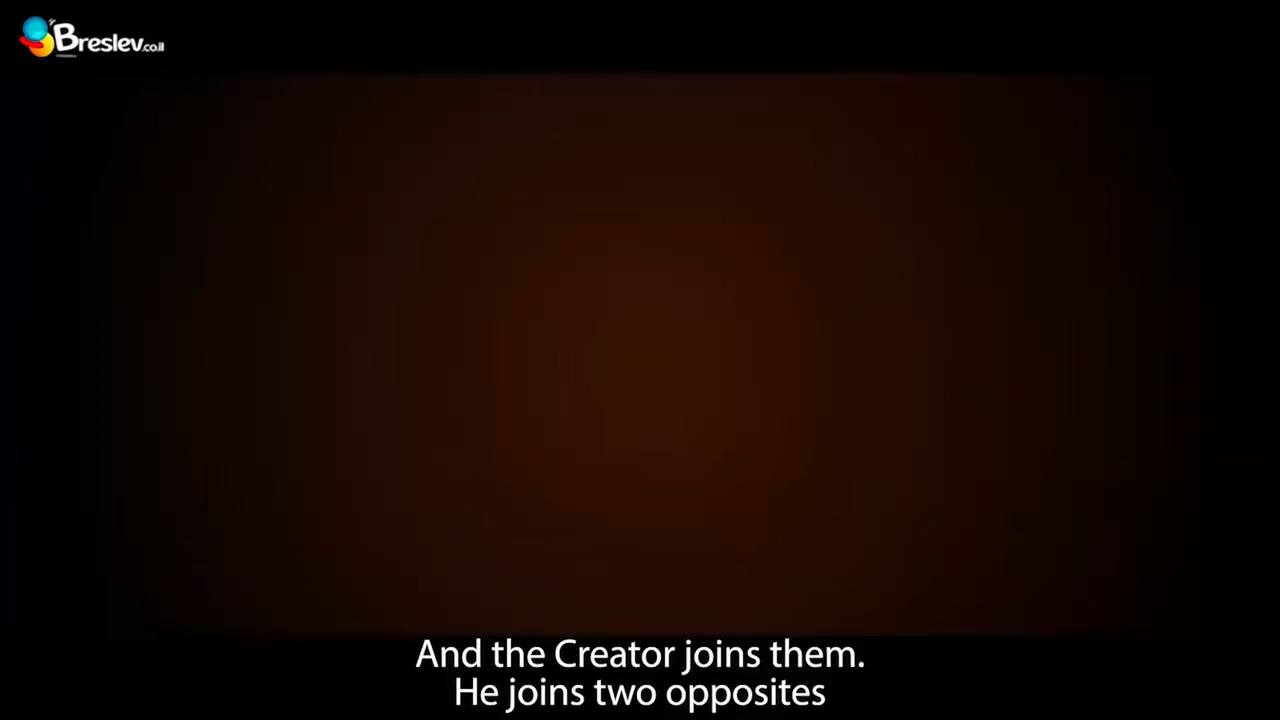 Breslev.co.il
And the Creator joins them.
He joins two opposites